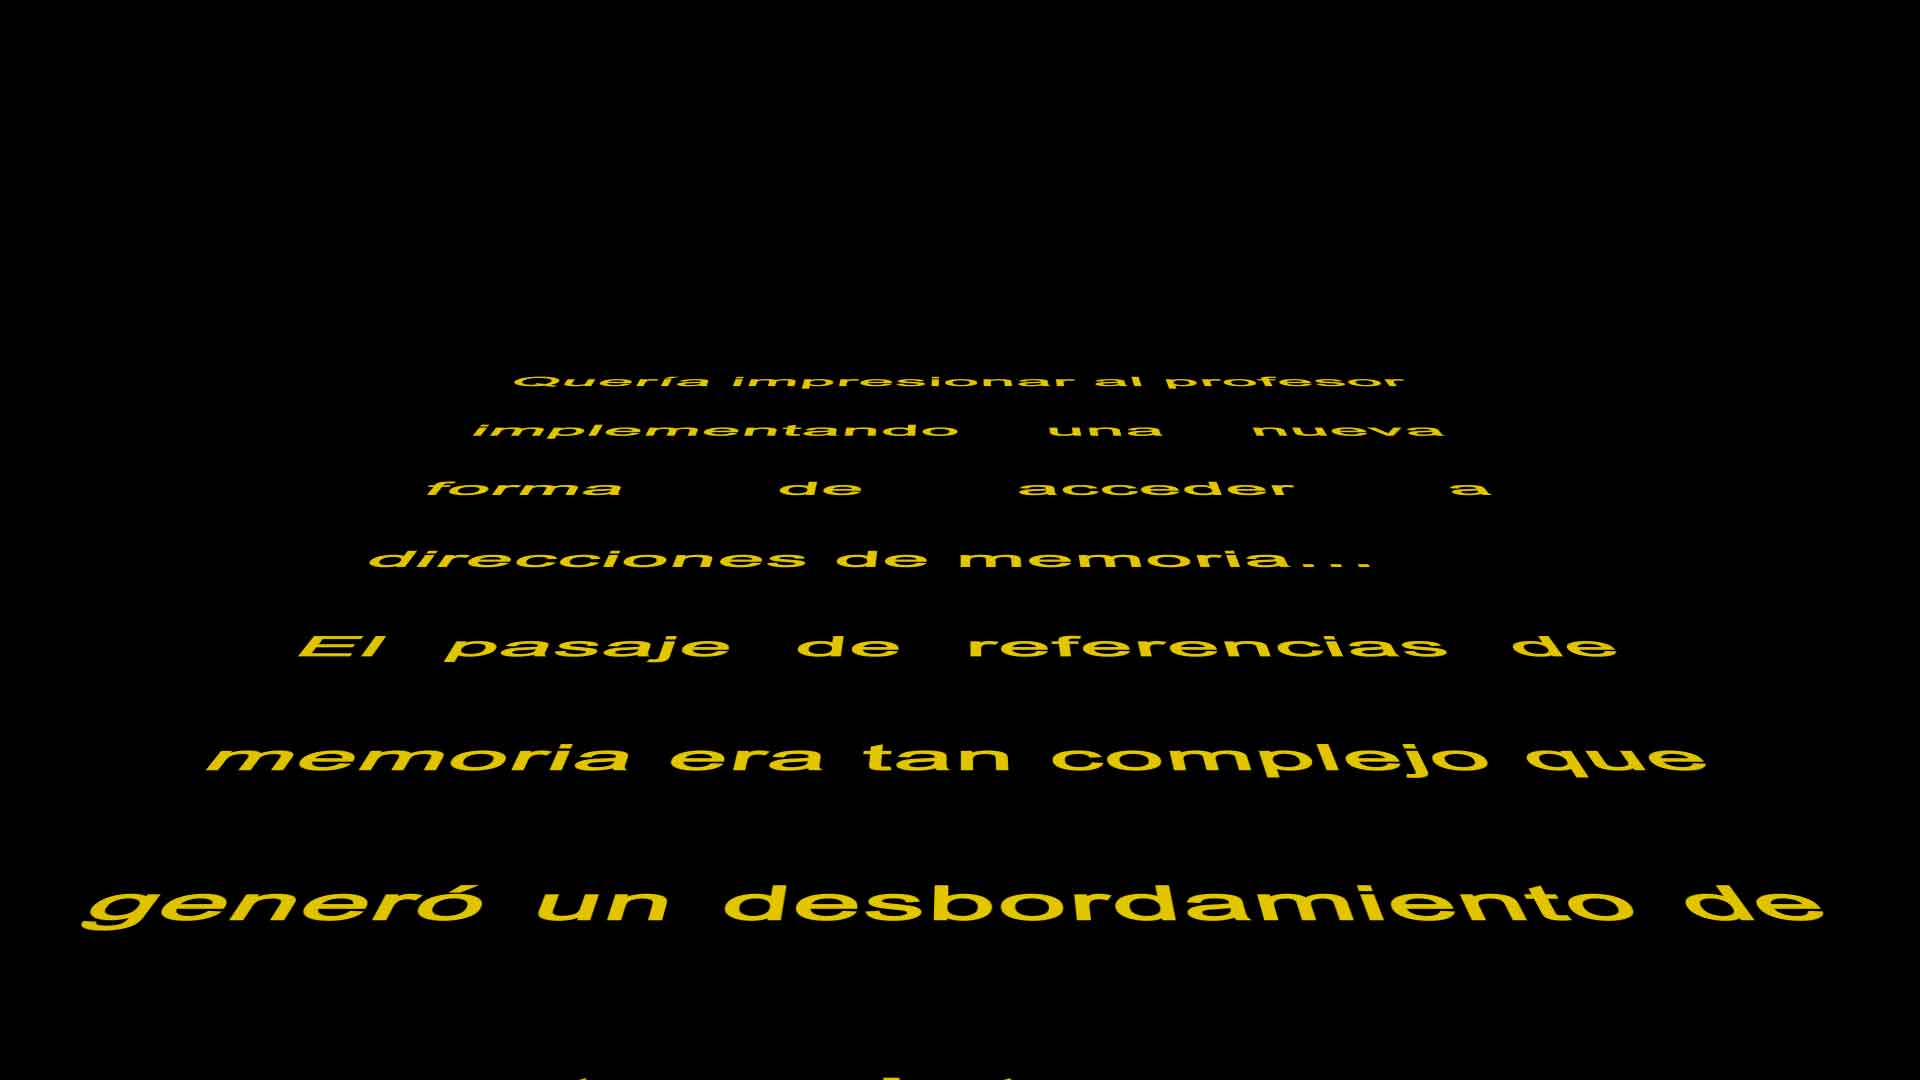 Quería impresionar al profesor
implementando una nueva
forma de acceder a
direcciones de memoria...
El pasaje de referencias de
memoria era tan complejo que
generó un desbordamiento de